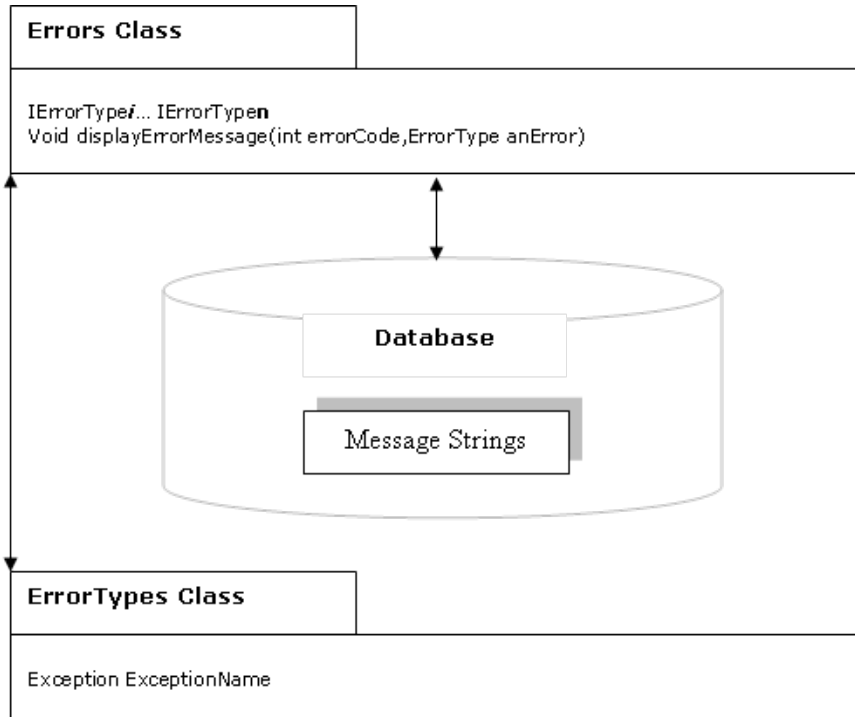 Errors Class
IErrorTypei... IErrorTypen
Void displayErrorMessage(int errorCode,ErrorType anError)
Database
Message Strings
ErrorTypes Class
Exception ExceptionName